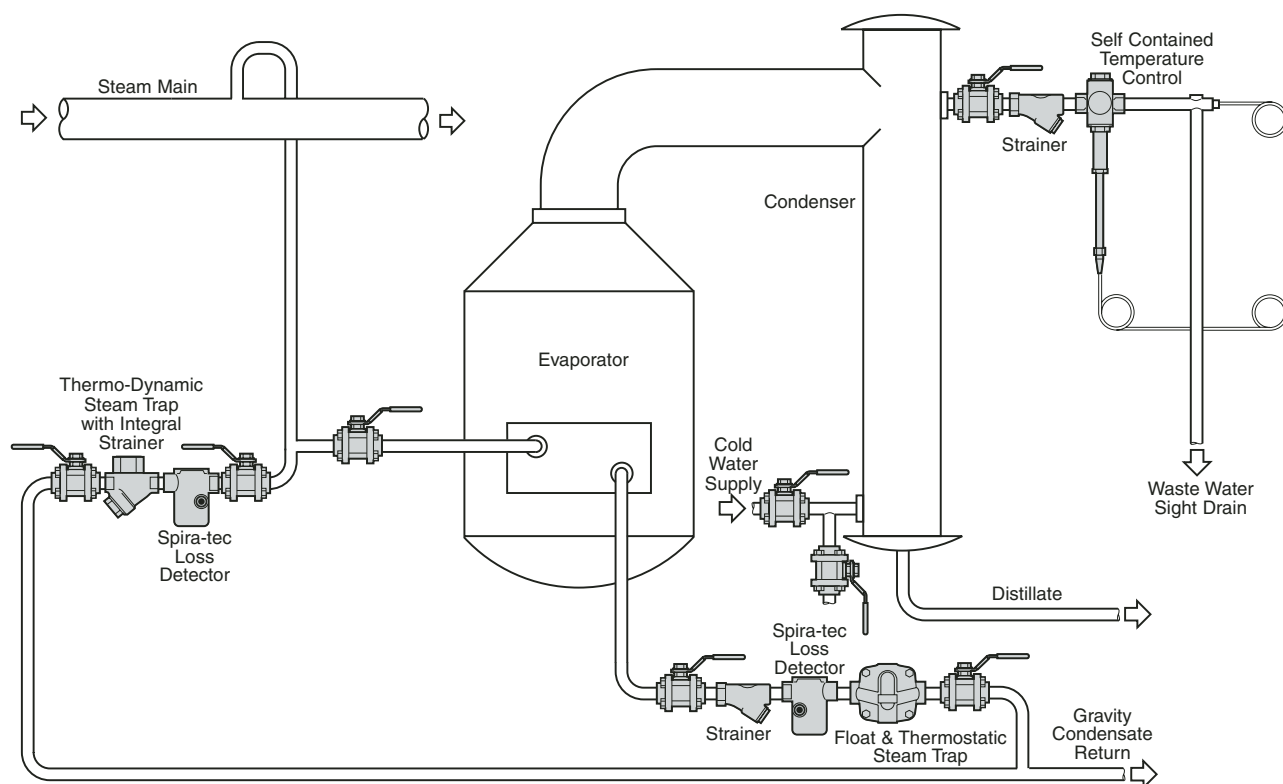 Steam Main
Self Contained
Temperature
Control
Strainer
Condenser
Evaporator
Thermo-Dynamic
Steam Trap
with Integral
Strainer
Cold
Water
Supply
Waste Water
Sight Drain
Spira-tec
Loss
Detector
Distillate
Spira-tec
Loss
Detector
Strainer
Float & Thermostatic
Steam Trap
Gravity
Condensate
Return